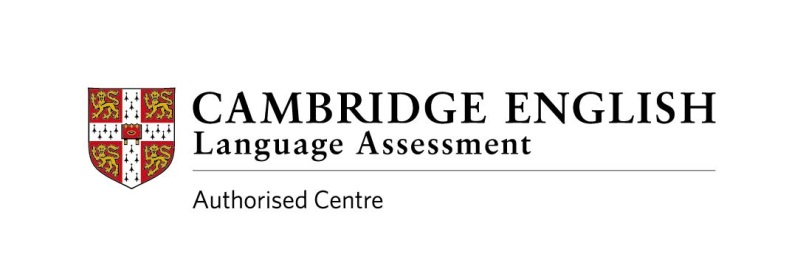 CAMBRIDGE ENGLISH
Language Assessment
Authorised Centre